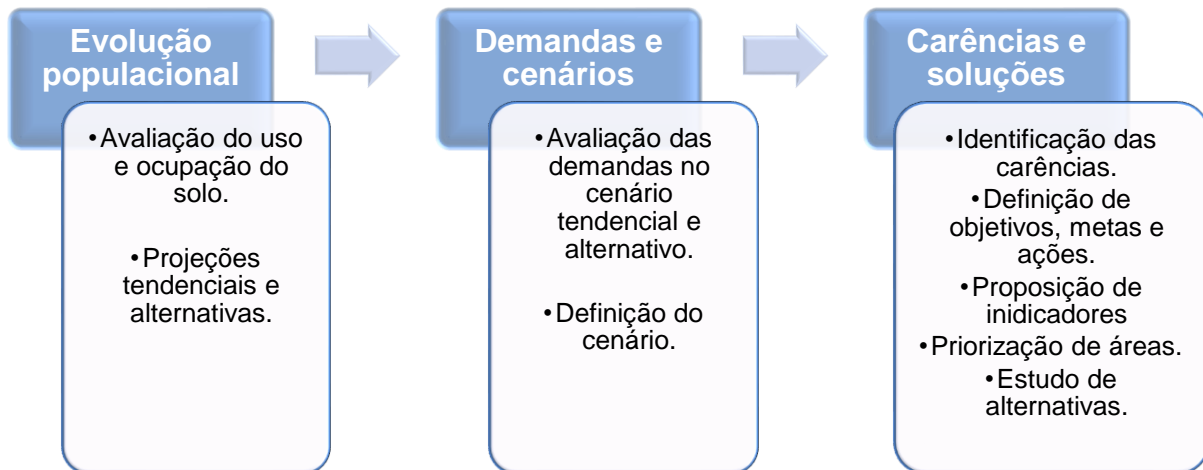 Evolução
populacional
•Avaliação do uso
e ocupação do
solo.
•Projeções
tendenciais e
alternativas.
Demandas e
cenários
•Avaliação das
demandas no
cenário
tendencial e
alternativo.
•Definição do
cenário.
Carências e
soluções
•Identificação das
carências.
•Definição de
objetivos, metas e
ações.
•Proposição de
inidicadores
•Priorização de áreas.
•Estudo de
alternativas.